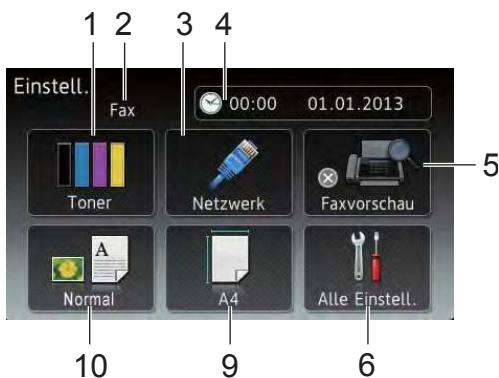 1 2 3 4
Einstell.
Fax
00:00 01.01.2013
5
Toner Netzwerk Faxvorschau
A
Normal A4 Alle Einstell.
10 9 6